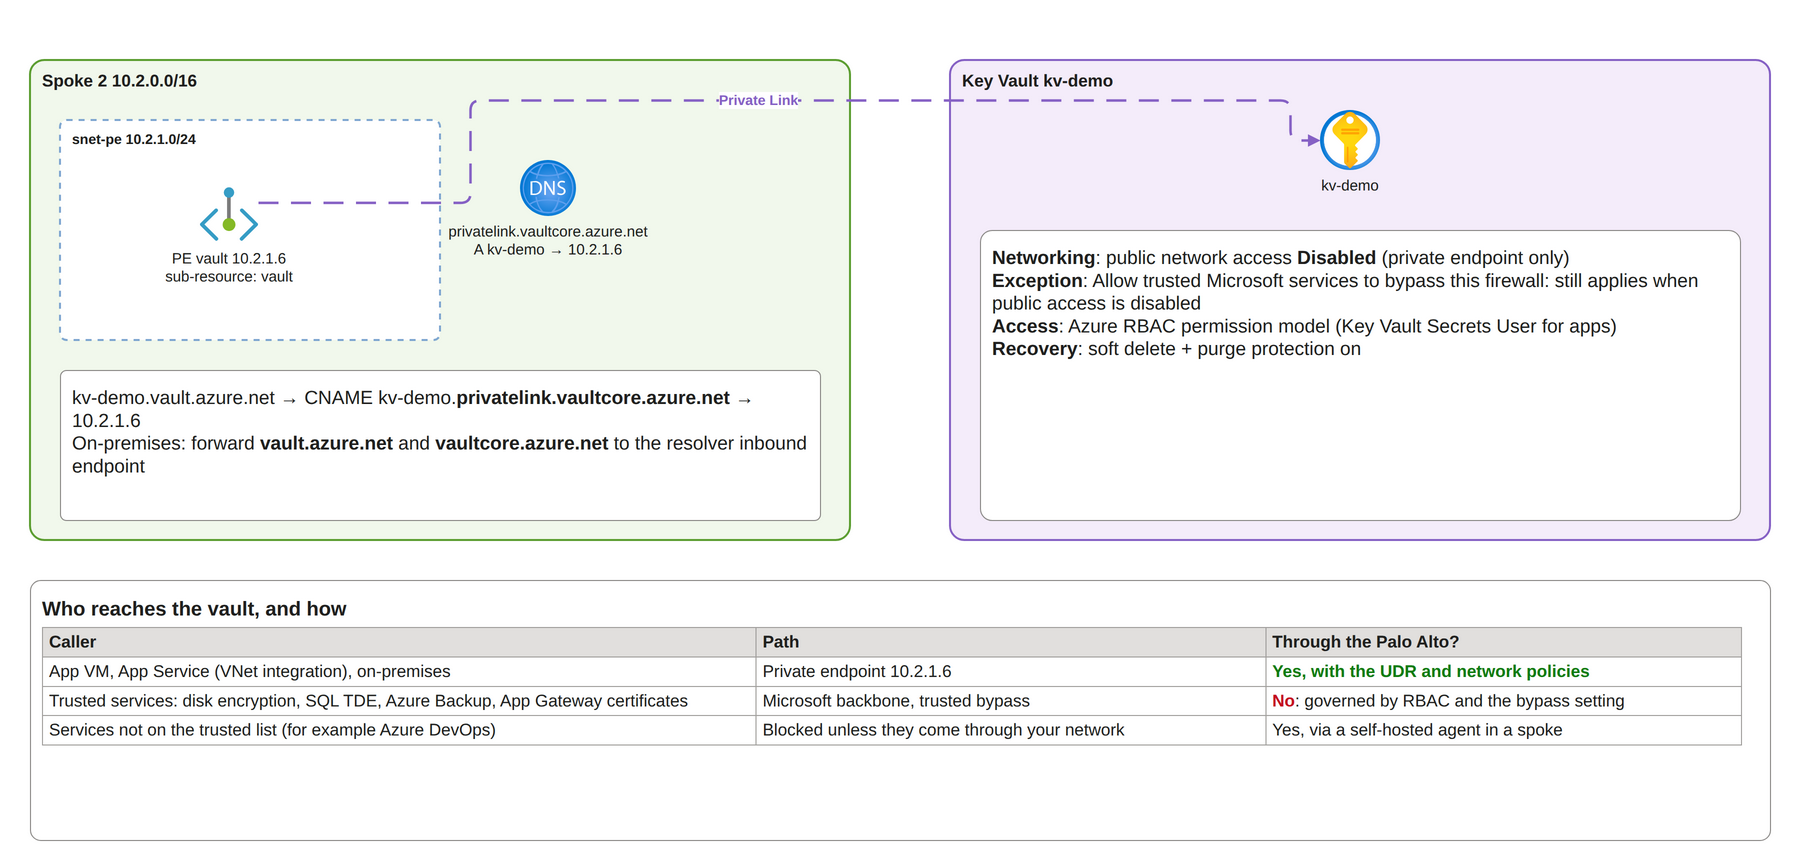 Spoke 2 10.2.0.0/16
snet-pe 10.2.1.0/24
PE vault 10.2.1.6
sub-resource: vault
Private Link
DNS
privatelink.vaultcore.azure.net
A kv-demo → 10.2.1.6
kv-demo.vault.azure.net → CNAME kv-demo.privatelink.vaultcore.azure.net →
10.2.1.6
On-premises: forward vault.azure.net and vaultcore.azure.net to the resolver inbound
endpoint
Key Vault kv-demo
kv-demo
Networking: public network access Disabled (private endpoint only)
Exception: Allow trusted Microsoft services to bypass this firewall: still applies when
public access is disabled
Access: Azure RBAC permission model (Key Vault Secrets User for apps)
Recovery: soft delete + purge protection on
Who reaches the vault, and how
Caller Path Through the Palo Alto?
App VM, App Service (VNet integration), on-premises Private endpoint 10.2.1.6 Yes, with the UDR and network policies
Trusted services: disk encryption, SQL TDE, Azure Backup, App Gateway certificates Microsoft backbone, trusted bypass No: governed by RBAC and the bypass setting
Services not on the trusted list (for example Azure DevOps) Blocked unless they come through your network Yes, via a self-hosted agent in a spoke